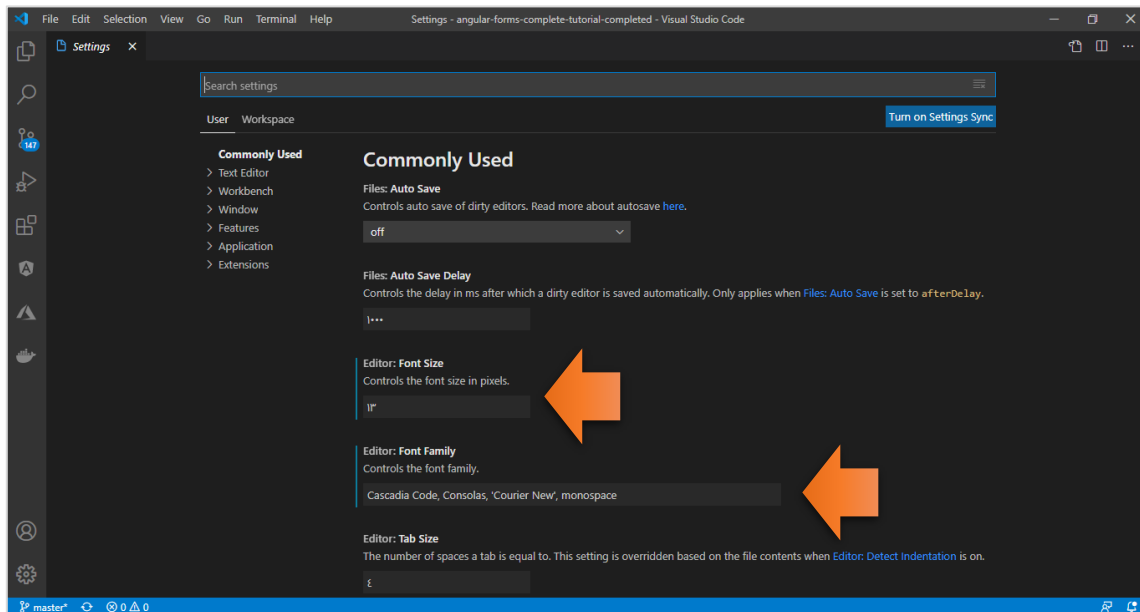 File Edit Selection View Go Run Terminal Help Settings - angular-forms-complete-tutorial-completed - Visual Studio Code
Settings
Search settings
User Workspace Turn on Settings Sync
147
Commonly Used
Text Editor
Workbench
Window
Features
Application
Extensions
Commonly Used
Files: Auto Save
Controls auto save of dirty editors. Read more about autosave here.
off
Files: Auto Save Delay
Controls the delay in ms after which a dirty editor is saved automatically. Only applies when Files: Auto Save is set to afterDelay.
١٠٠٠
Editor: Font Size
Controls the font size in pixels.
١٣
Editor: Font Family
Controls the font family.
Cascadia Code, Consolas, 'Courier New', monospace
Editor: Tab Size
The number of spaces a tab is equal to. This setting is overridden based on the file contents when Editor: Detect Indentation is on.
٤
master* 0 0